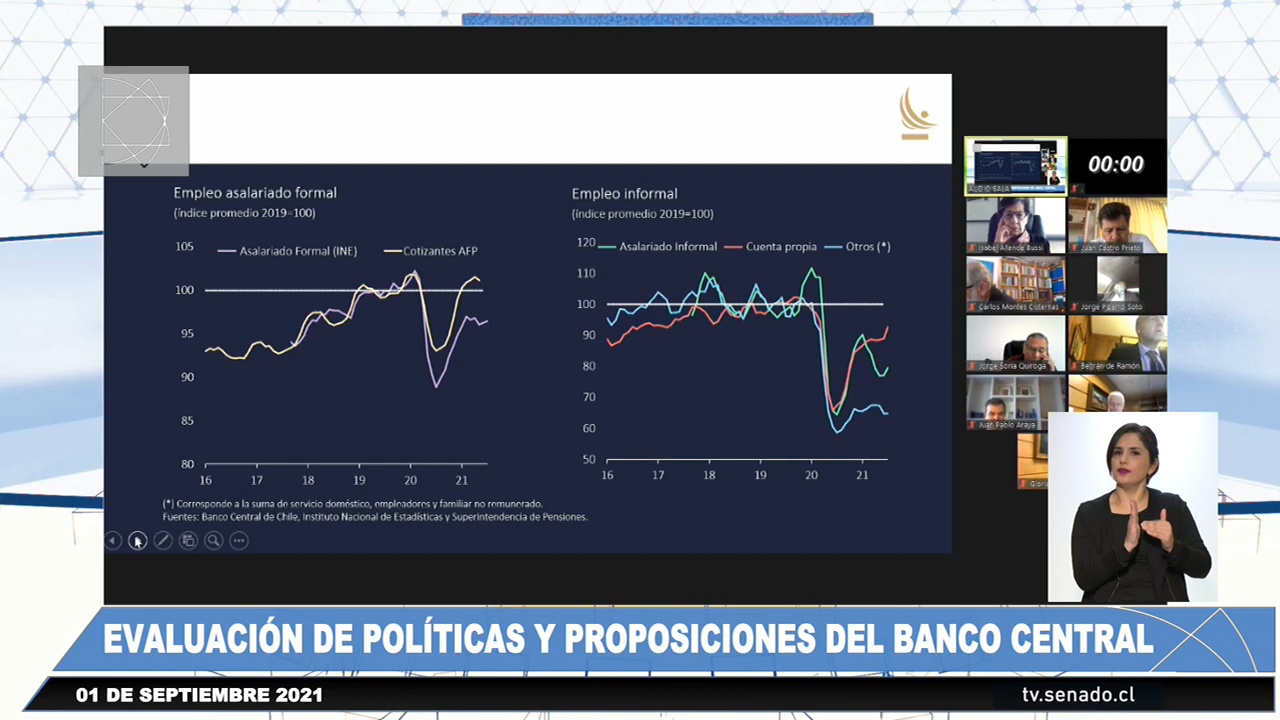 Empleo asalariado formal
(índice promedio 2019=100)
105
100
95
90
85
80
Asalariado Formal (INE)
Cotizantes AFP
16 17 18 19 20 21
Empleo informal
(índice promedio 2019=100)
120
110
100
90
80
70
60
50
Asalariado Informal
Cuenta propia
Otros (*)
16 17 18 19 20 21
(*) Corresponde a la suma de servicio doméstico, empleadores y familiar no remunerado.
Fuentes: Banco Central de Chile, Instituto Nacional de Estadísticas y Superintendencia de Pensiones.
AUDIO SALA
00:00
Isabel Allende Bussi
Juan Castro Prieto
Carlos Montes Cisternas
Jorge Pizarro Soto
Jorge Soria Quiroga
Beltrán de Ramón
Juan Pablo Araya
EVALUACIÓN DE POLÍTICAS Y PROPOSICIONES DEL BANCO CENTRAL
01 DE SEPTIEMBRE 2021
tv.senado.cl